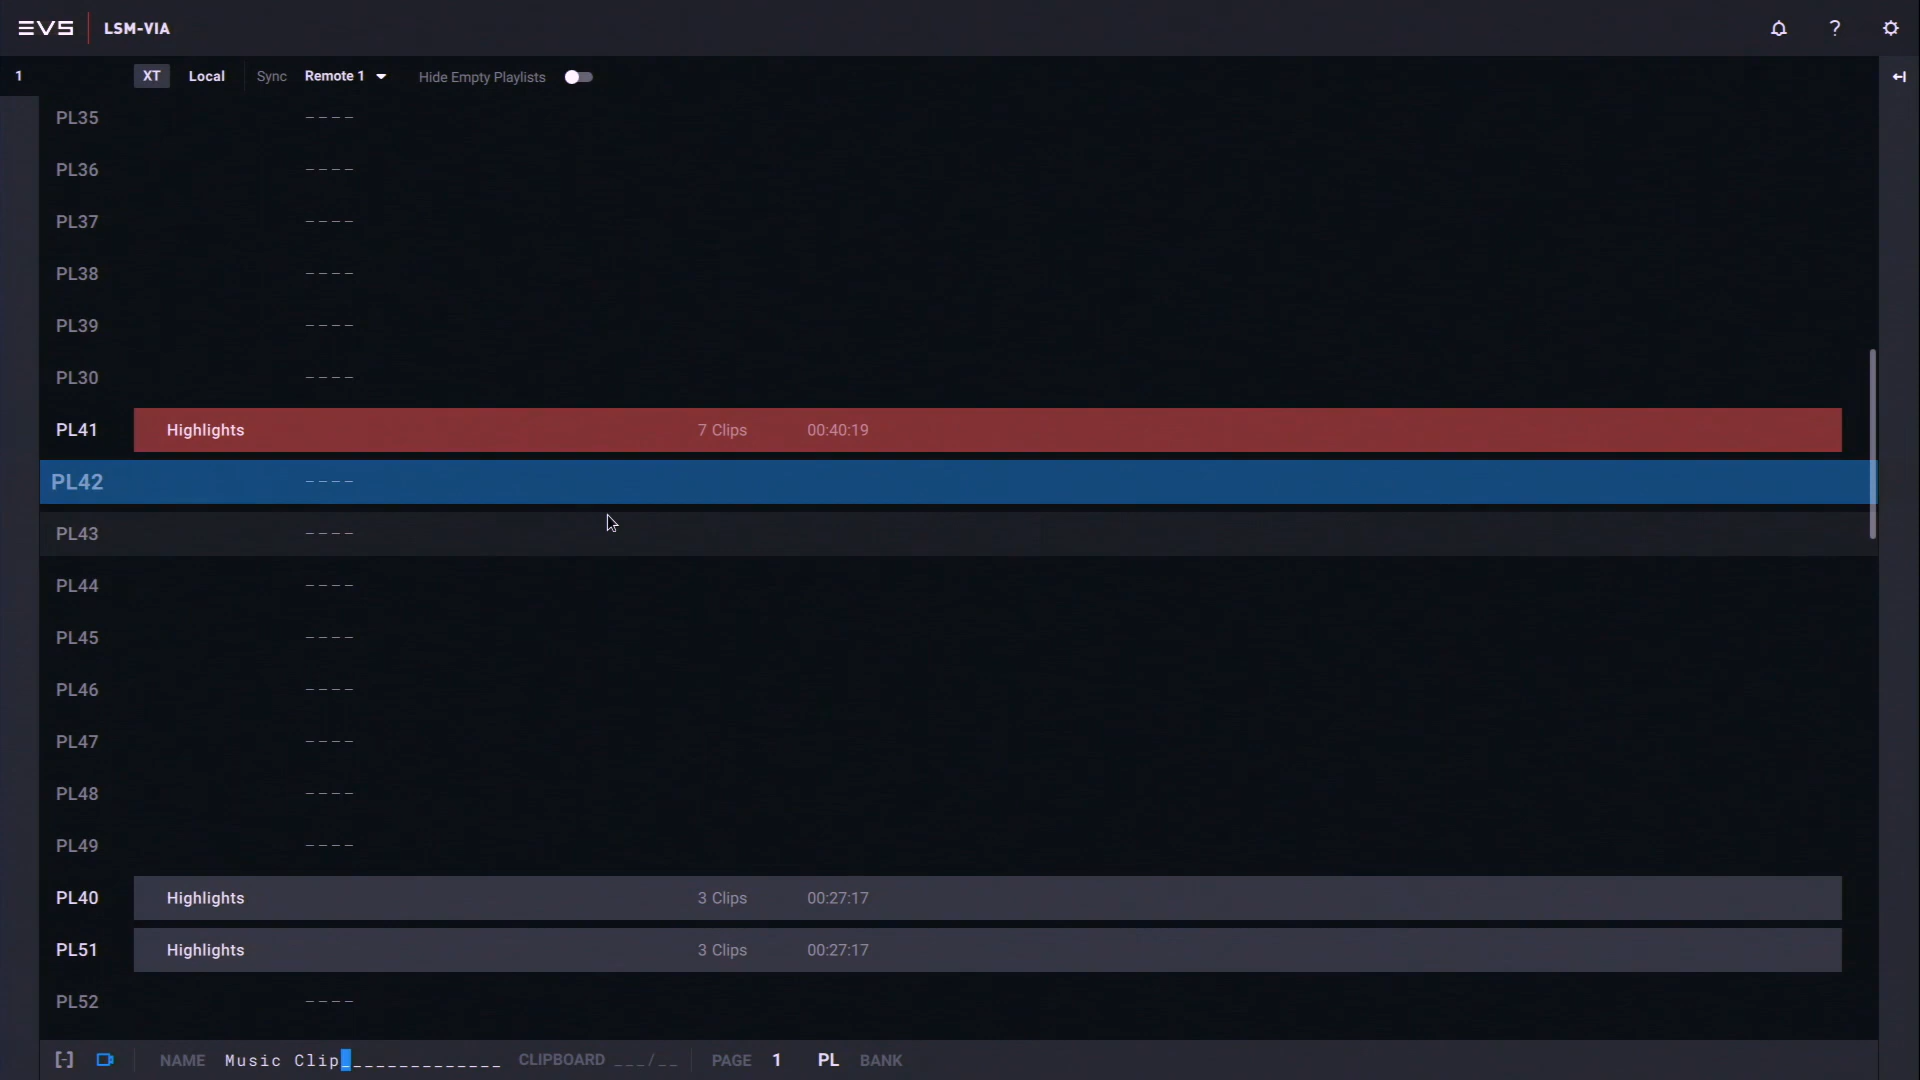 EVS LSM-VIA ?
1 XT Local Sync Remote 1 Hide Empty Playlists
PL35 ----
PL36 ----
PL37 ----
PL38 ----
PL39 ----
PL30 ----
PL41 Highlights 7 Clips 00:40:19
PL42 ----
PL43 ----
PL44 ----
PL45 ----
PL46 ----
PL47 ----
PL48 ----
PL49 ----
PL40 Highlights 3 Clips 00:27:17
PL51 Highlights 3 Clips 00:27:17
PL52 ----
[-] NAME Music Clip______________ CLIPBOARD ___/__ PAGE 1 PL BANK